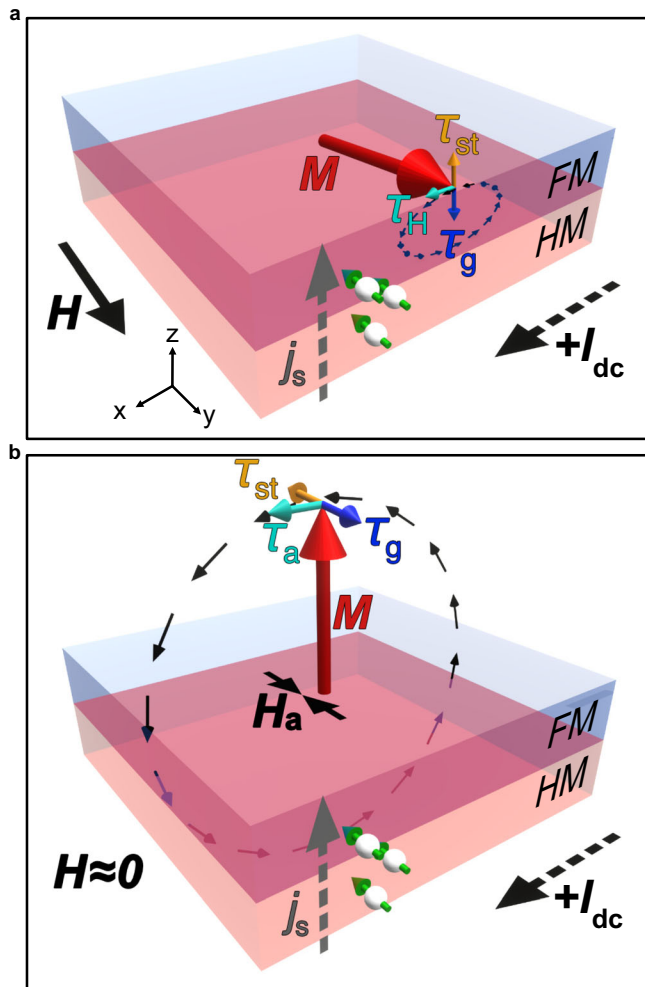 a
τst
M
FM
τH
HM
τg
H
z
js
+Idc
x
y
b
τst
τa
τg
M
Ha
FM
HM
H≈0
js
+Idc